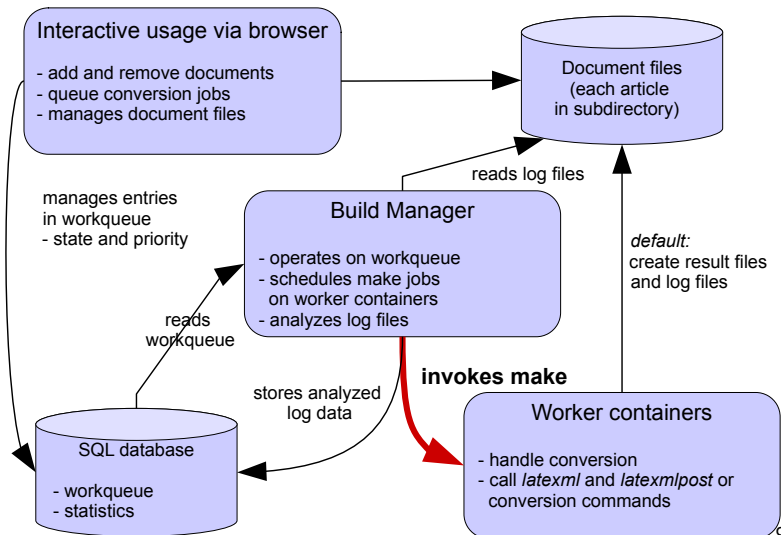 Interactive usage via browser
- add and remove documents
- queue conversion jobs
- manages document files
Document files
(each article
in subdirectory)
reads log files
manages entries
in workqueue
- state and priority
Build Manager
- operates on workqueue
- schedules make jobs
on worker containers
- analyzes log files
default:
create result files
and log files
reads
workqueue
invokes make
stores analyzed
log data
Worker containers
- handle conversion
- call latexml and latexmlpost or
conversion commands
SQL database
- workqueue
- statistics